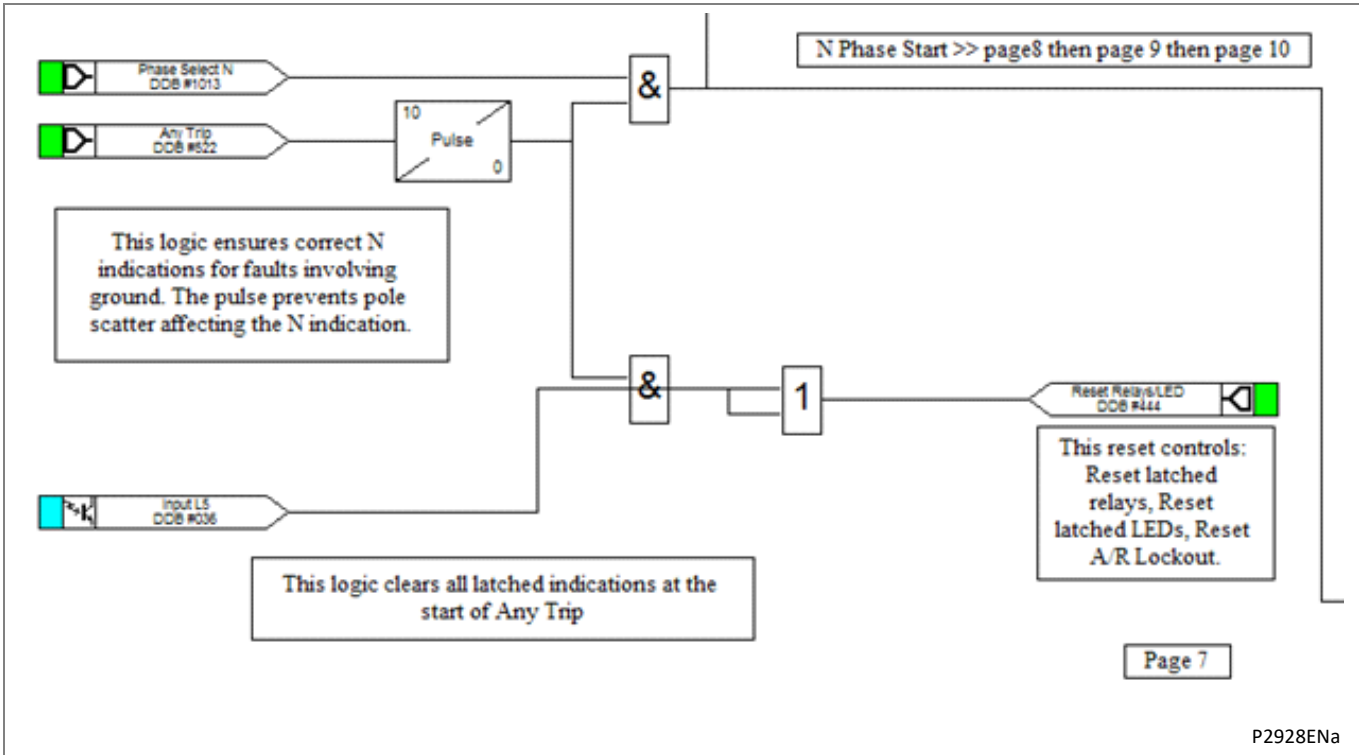 N Phase Start >> page8 then page 9 then page 10
Phase Select N
DDB #1013
&
Any Trip
DDB #522
10
Pulse
0
This logic ensures correct N
indications for faults involving
ground. The pulse prevents pole
scatter affecting the N indication.
&
1
Reset Relays/LED
DDB #444
This reset controls:
Reset latched
relays, Reset
latched LEDs, Reset
A/R Lockout.
Input L5
DDB #036
This logic clears all latched indications at the
start of Any Trip
Page 7
P2928ENa